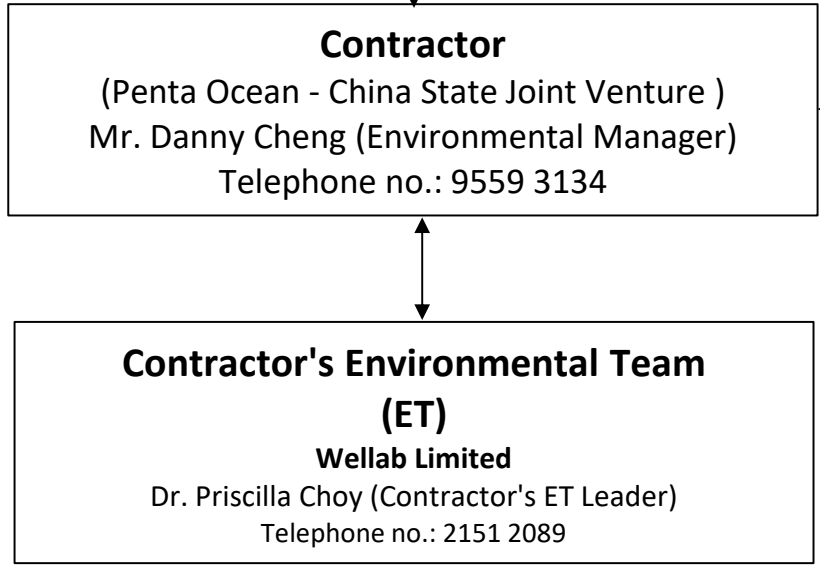 Contractor
(Penta Ocean - China State Joint Venture )
Mr. Danny Cheng (Environmental Manager)
Telephone no.: 9559 3134
Contractor's Environmental Team
(ET)
Wellab Limited
Dr. Priscilla Choy (Contractor's ET Leader)
Telephone no.: 2151 2089